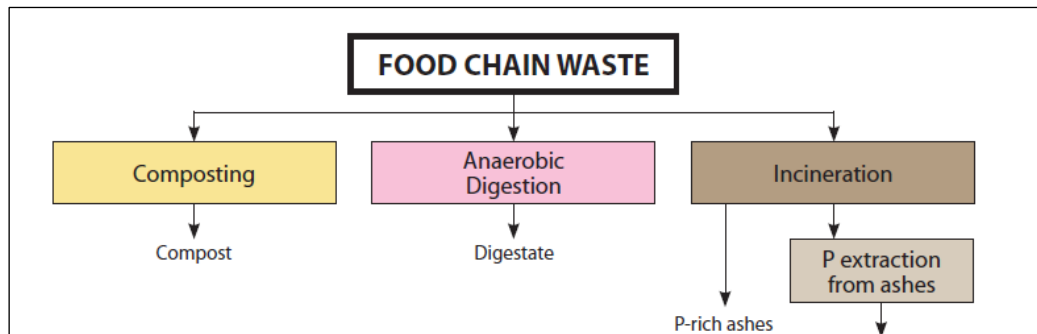 FOOD CHAIN WASTE
Composting
Anaerobic
Digestion
Incineration
Compost
Digestate
P extraction
from ashes
P-rich ashes